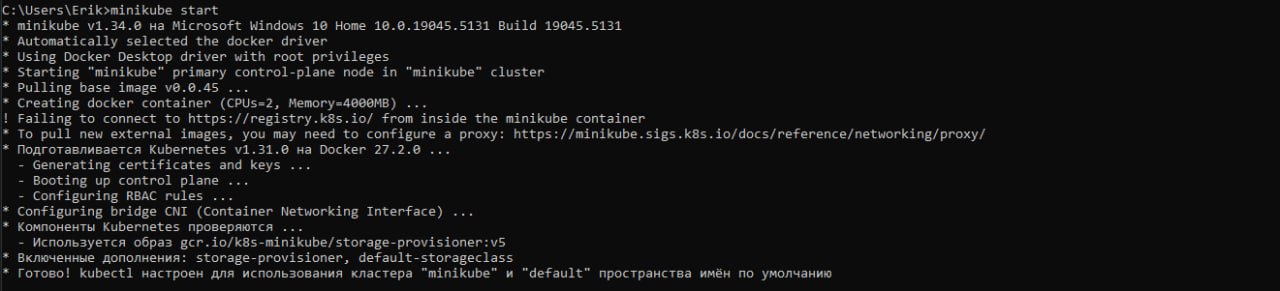 C:\Users\Erik>minikube start
* minikube v1.34.0 на Microsoft Windows 10 Home 10.0.19045.5131 Build 19045.5131
* Automatically selected the docker driver
* Using Docker Desktop driver with root privileges
* Starting "minikube" primary control-plane node in "minikube" cluster
* Pulling base image v0.0.45 ...
* Creating docker container (CPUs=2, Memory=4000MB) ...
! Failing to connect to https://registry.k8s.io/ from inside the minikube container
* To pull new external images, you may need to configure a proxy: https://minikube.sigs.k8s.io/docs/reference/networking/proxy/
* Подготавливается Kubernetes v1.31.0 на Docker 27.2.0 ...
  - Generating certificates and keys ...
  - Booting up control plane ...
  - Configuring RBAC rules ...
* Configuring bridge CNI (Container Networking Interface) ...
* Компоненты Kubernetes проверяются ...
  - Используется образ gcr.io/k8s-minikube/storage-provisioner:v5
* Включенные дополнения: storage-provisioner, default-storageclass
* Готово! kubectl настроен для использования кластера "minikube" и "default" пространства имён по умолчанию